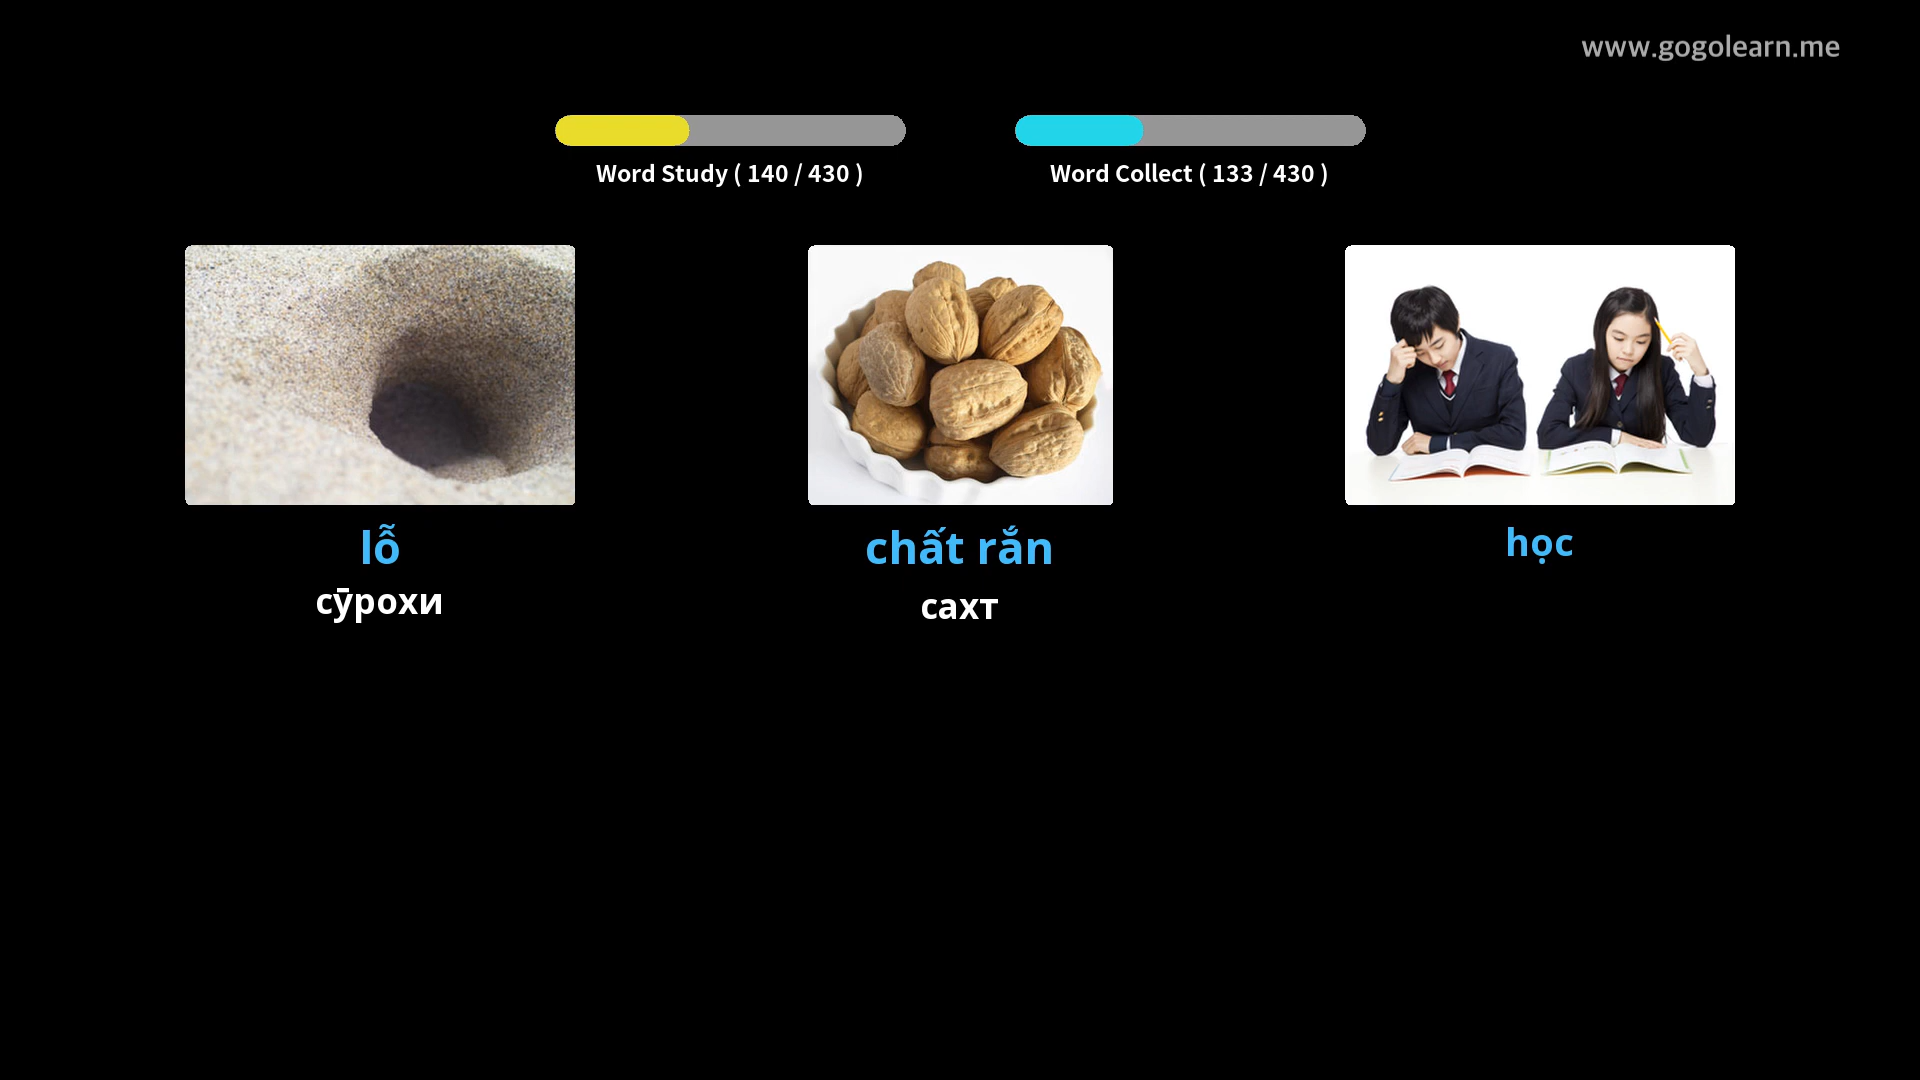 www.gogolearn.me
Word Study ( 140 / 430 )
Word Collect ( 133 / 430 )
lỗ
chất rắn
học
сӯрохи
сахт